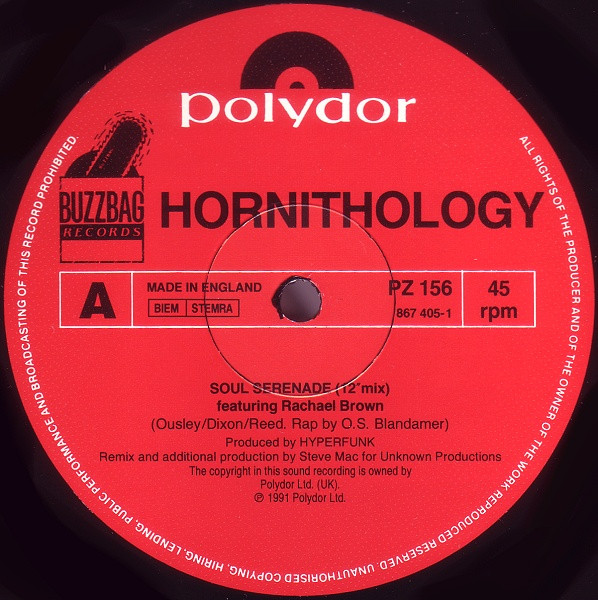 polydor
BUZZBAG
RECORDS
HORNITHOLOGY
A
MADE IN ENGLAND
BIEM STEMRA
PZ 156
867 405-1
45
rpm
SOUL SERENADE (12"mix)
featuring Rachael Brown
(Ousley/Dixon/Reed. Rap by O.S. Blandamer)
Produced by HYPERFUNK
Remix and additional production by Steve Mac for Unknown Productions
The copyright in this sound recording is owned by
Polydor Ltd. (UK).
℗ 1991 Polydor Ltd.
ALL RIGHTS OF THE PRODUCER AND OF THE OWNER OF THE WORK REPRODUCED RESERVED. UNAUTHORISED COPYING, HIRING, LENDING, PUBLIC PERFORMANCE AND BROADCASTING OF THIS RECORD PROHIBITED.